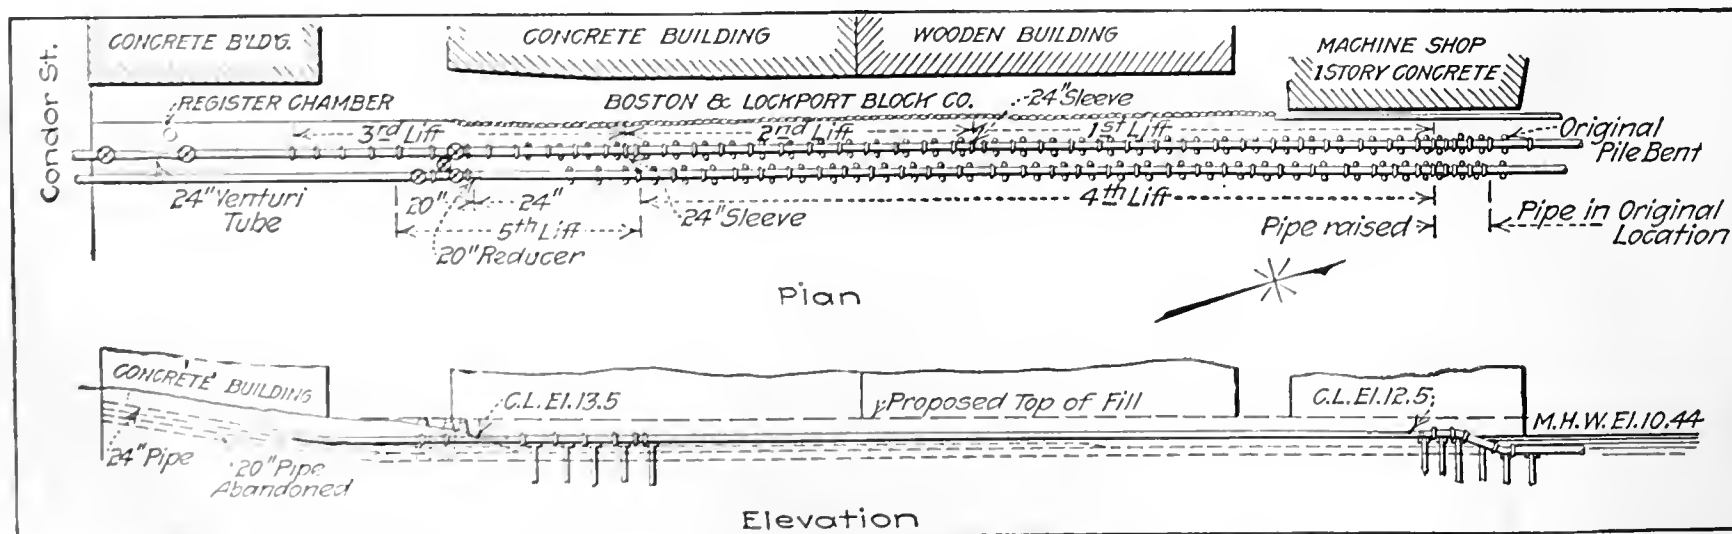 Condor St.
CONCRETE B'LD'G.
CONCRETE BUILDING
WOODEN BUILDING
MACHINE SHOP
1 STORY CONCRETE
REGISTER CHAMBER
BOSTON & LOCKPORT BLOCK CO.
24" Sleeve
3rd Lift
2nd Lift
1st Lift
Original
Pile Bent
24" Venturi
Tube
20"
24"
24" Sleeve
4th Lift
5th Lift
20" Reducer
Pipe raised
Pipe in Original
Location
Plan
CONCRETE BUILDING
C.L. El. 13.5
Proposed Top of Fill
C.L. El. 12.5
M.H.W. El. 10.44
24" Pipe
20" Pipe
Abandoned
Elevation